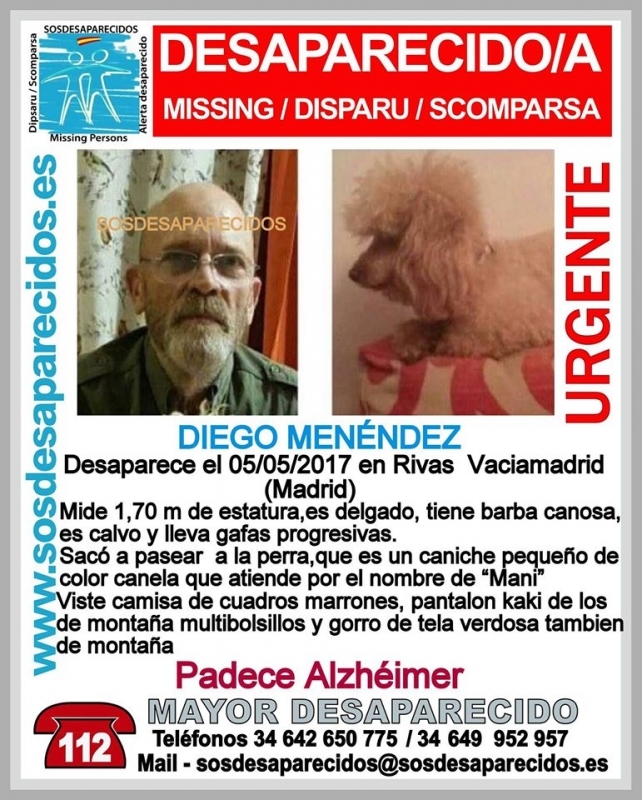 SOSDESAPARECIDOS
Dipsaru / Scomparsa
Alerta desaparecido
Missing Persons
DESAPARECIDO/A
MISSING / DISPARU / SCOMPARSA
www.sosdesaparecidos.es
SOSDESAPARECIDOS
URGENTE
DIEGO MENÉNDEZ
Desaparece el 05/05/2017 en Rivas Vaciamadrid
(Madrid)
Mide 1,70 m de estatura,es delgado, tiene barba canosa,
es calvo y lleva gafas progresivas.
Sacó a pasear a la perra,que es un caniche pequeño de
color canela que atiende por el nombre de “Mani”
Viste camisa de cuadros marrones, pantalon kaki de los
de montaña multibolsillos y gorro de tela verdosa tambien
de montaña
Padece Alzhéimer
MAYOR DESAPARECIDO
112
Teléfonos 34 642 650 775 / 34 649 952 957
Mail - sosdesaparecidos@sosdesaparecidos.es